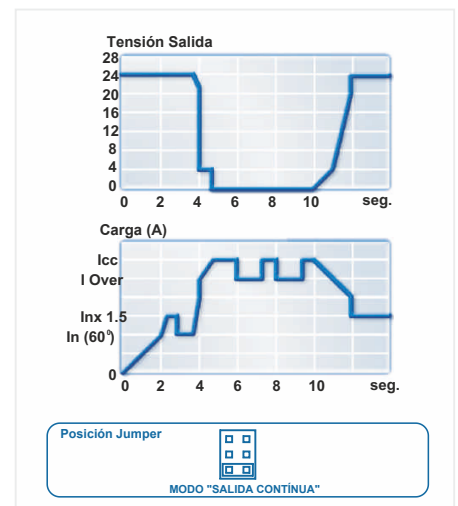 Tensión Salida
28
24
20
16
12
8
4
0
0 2 4 6 8 10 seg.
Carga (A)
Icc
I Over
Inx 1.5
In (60º)
0
0 2 4 6 8 10 seg.
Posición Jumper
MODO "SALIDA CONTÍNUA"